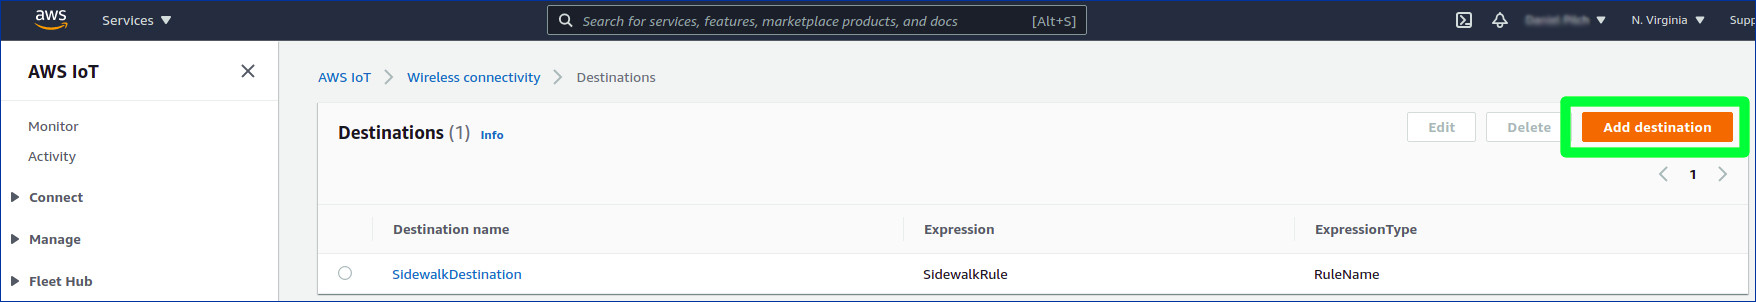 aws Services Search for services, features, marketplace products, and docs [Alt+S] N. Virginia Supp
AWS IoT
Monitor
Activity
Connect
Manage
Fleet Hub
AWS IoT Wireless connectivity Destinations
Destinations (1) Info Edit Delete Add destination
1
Destination name Expression ExpressionType
SidewalkDestination SidewalkRule RuleName